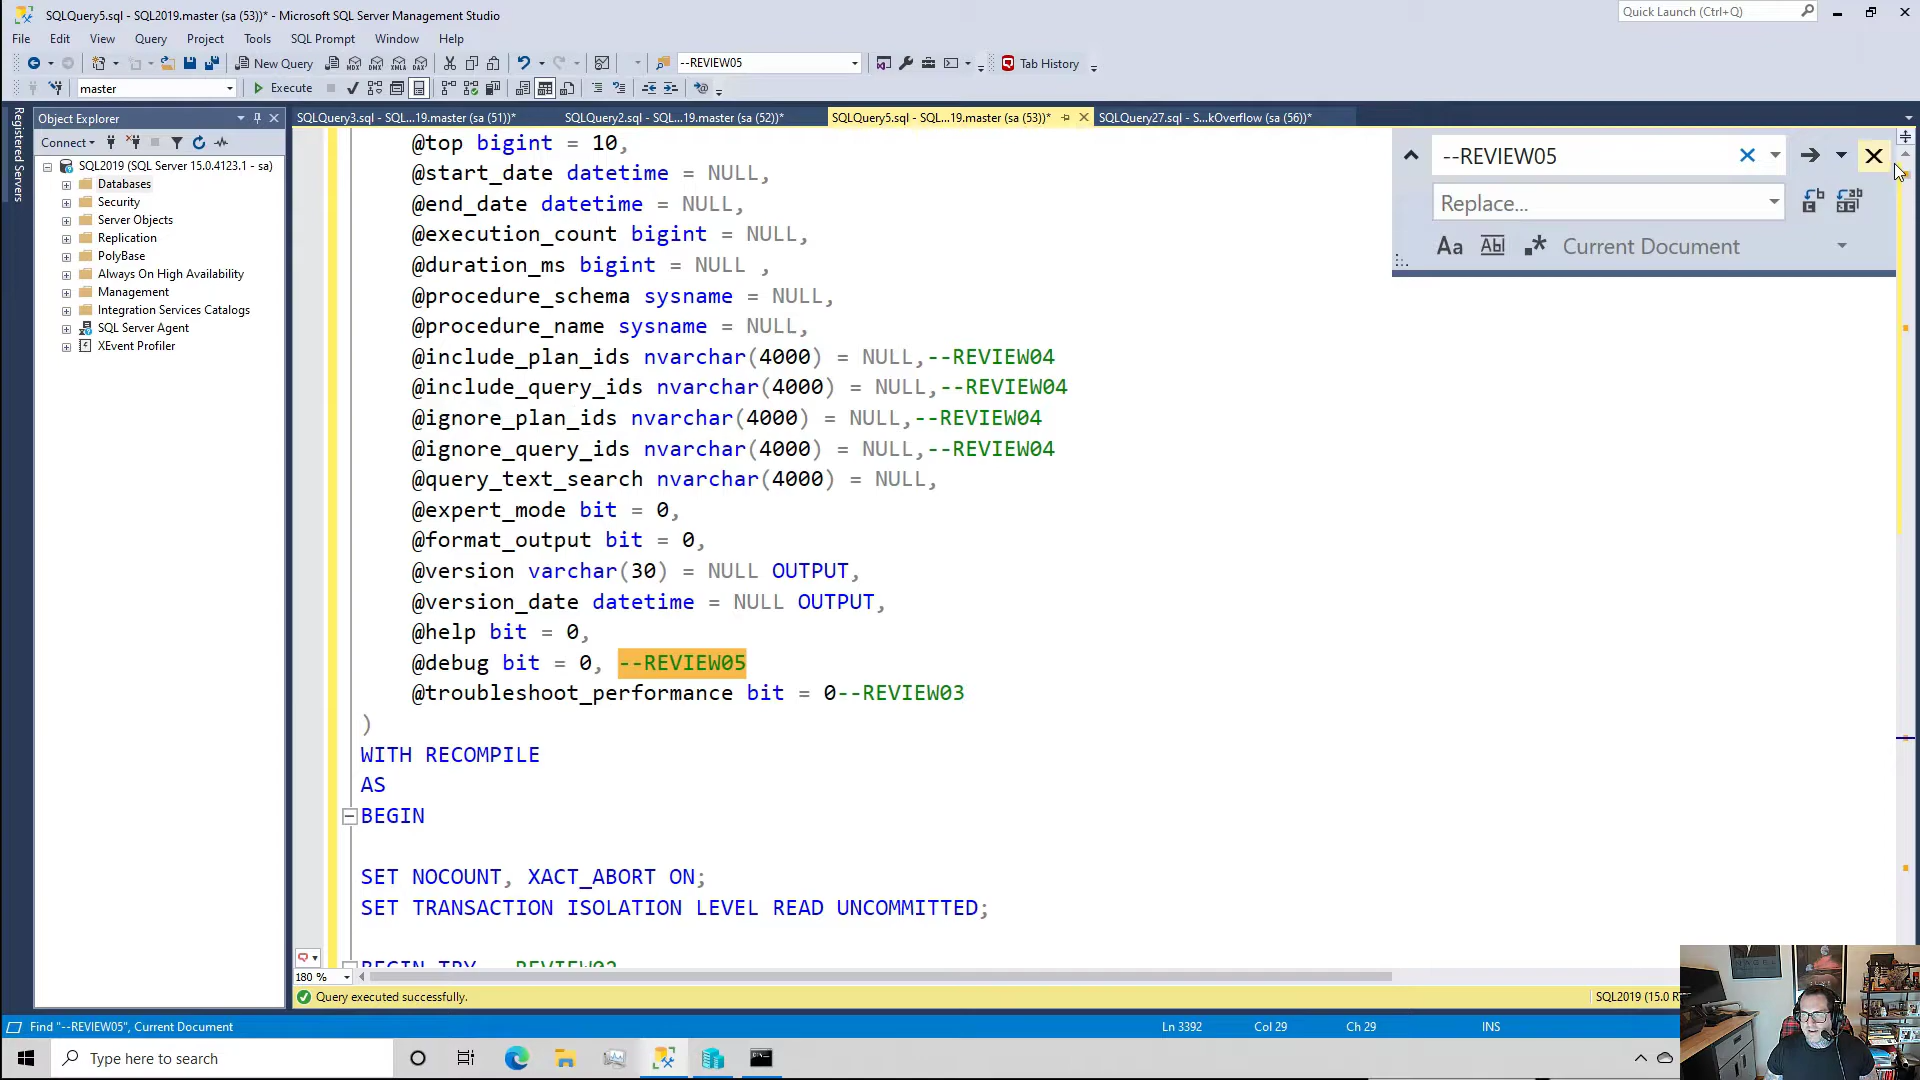 SQLQuery5.sql - SQL2019.master (sa (53))* - Microsoft SQL Server Management Studio
Quick Launch (Ctrl+Q)
File Edit View Query Project Tools SQL Prompt Window Help
New Query
--REVIEW05
Tab History
master
Execute
Registered Servers
Object Explorer
SQLQuery3.sql - SQL...19.master (sa (51))*
SQLQuery2.sql - SQL...19.master (sa (52))*
SQLQuery5.sql - SQL...19.master (sa (53))*
SQLQuery27.sql - S...kOverflow (sa (56))*
Connect
SQL2019 (SQL Server 15.0.4123.1 - sa)
Databases
Security
Server Objects
Replication
PolyBase
Always On High Availability
Management
Integration Services Catalogs
SQL Server Agent
XEvent Profiler
@top bigint = 10,
@start_date datetime = NULL,
@end_date datetime = NULL,
@execution_count bigint = NULL,
@duration_ms bigint = NULL ,
@procedure_schema sysname = NULL,
@procedure_name sysname = NULL,
@include_plan_ids nvarchar(4000) = NULL,--REVIEW04
@include_query_ids nvarchar(4000) = NULL,--REVIEW04
@ignore_plan_ids nvarchar(4000) = NULL,--REVIEW04
@ignore_query_ids nvarchar(4000) = NULL,--REVIEW04
@query_text_search nvarchar(4000) = NULL,
@expert_mode bit = 0,
@format_output bit = 0,
@version varchar(30) = NULL OUTPUT,
@version_date datetime = NULL OUTPUT,
@help bit = 0,
@debug bit = 0, --REVIEW05
@troubleshoot_performance bit = 0--REVIEW03
)
WITH RECOMPILE
AS
BEGIN
SET NOCOUNT, XACT_ABORT ON;
SET TRANSACTION ISOLATION LEVEL READ UNCOMMITTED;
--REVIEW05
Replace...
Aa Abl .* Current Document
180 %
Query executed successfully.
SQL2019 (15.0
Find "--REVIEW05", Current Document
Ln 3392 Col 29 Ch 29 INS
Type here to search